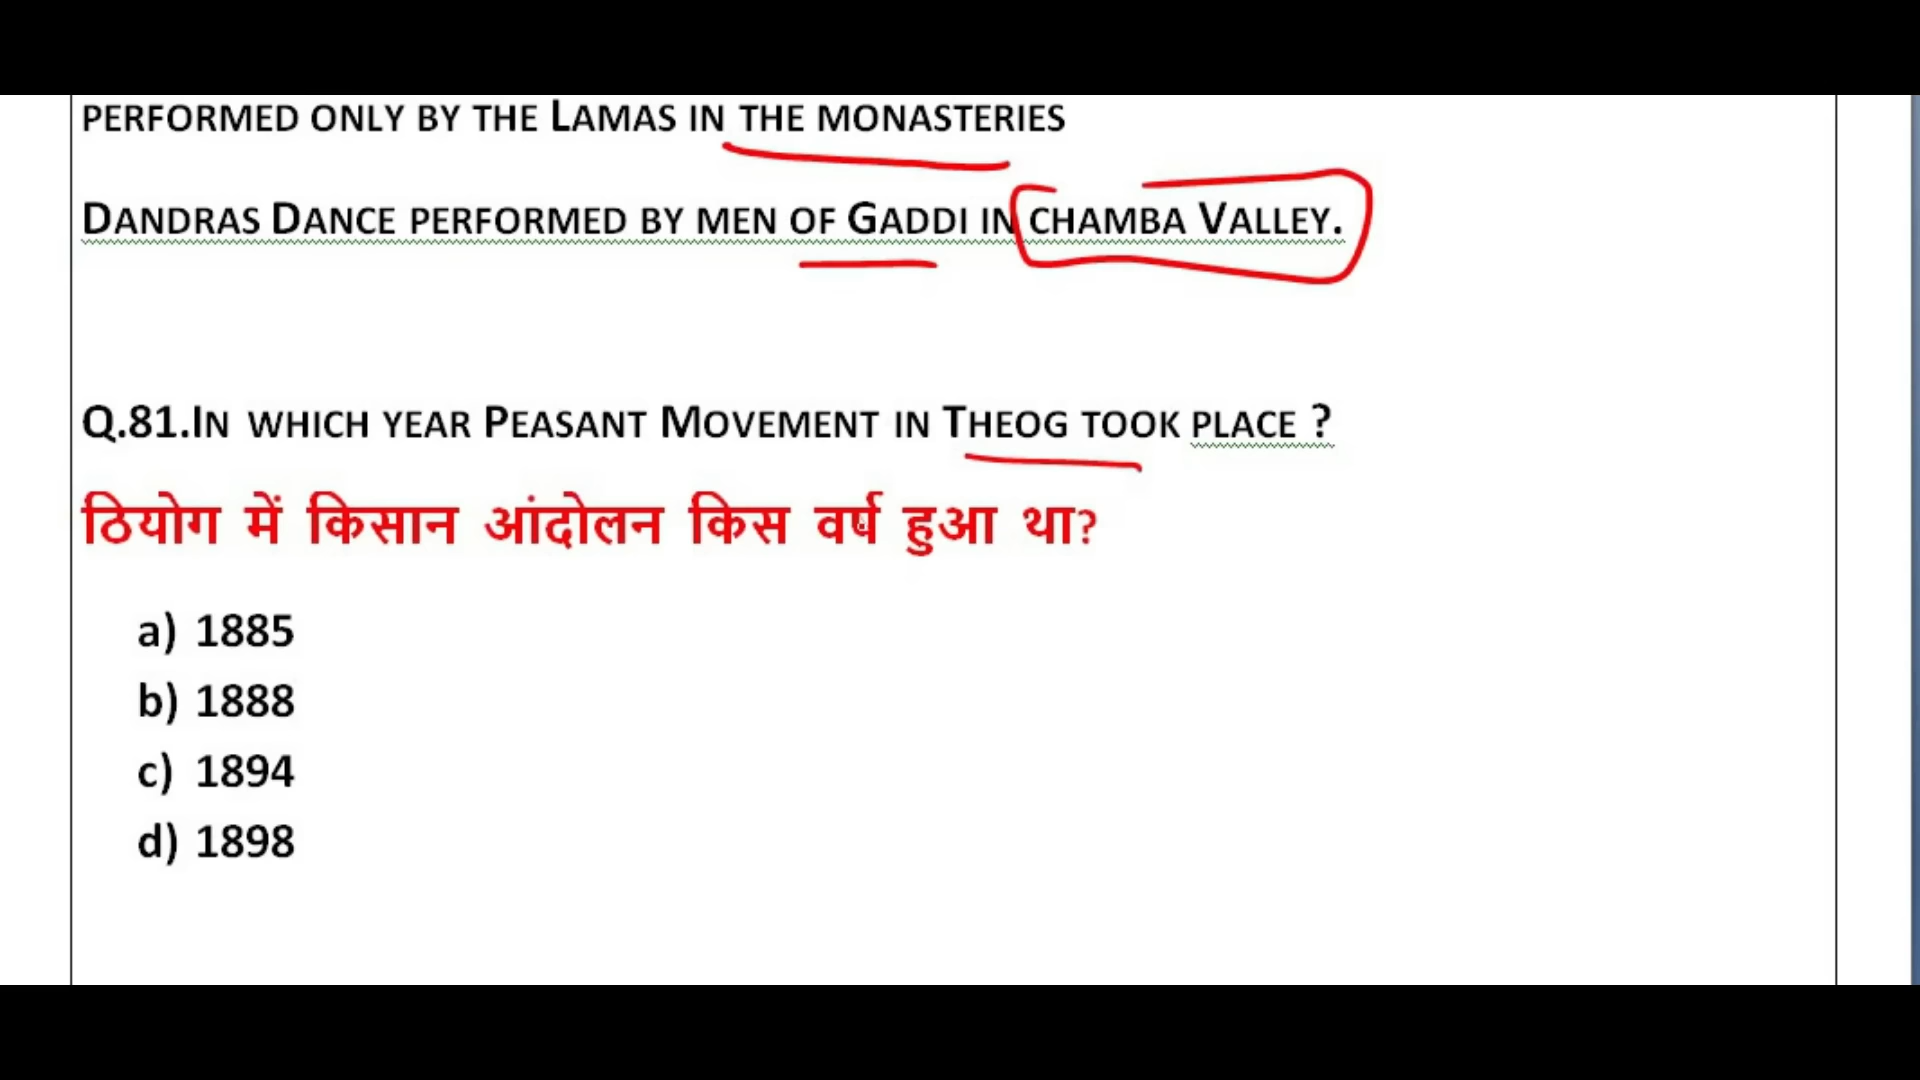 PERFORMED ONLY BY THE LAMAS IN THE MONASTERIES
DANDRAS DANCE PERFORMED BY MEN OF GADDI IN CHAMBA VALLEY.
Q.81.IN WHICH YEAR PEASANT MOVEMENT IN THEOG TOOK PLACE ?
ठियोग में किसान आंदोलन किस वर्ष हुआ था?
a) 1885
b) 1888
c) 1894
d) 1898